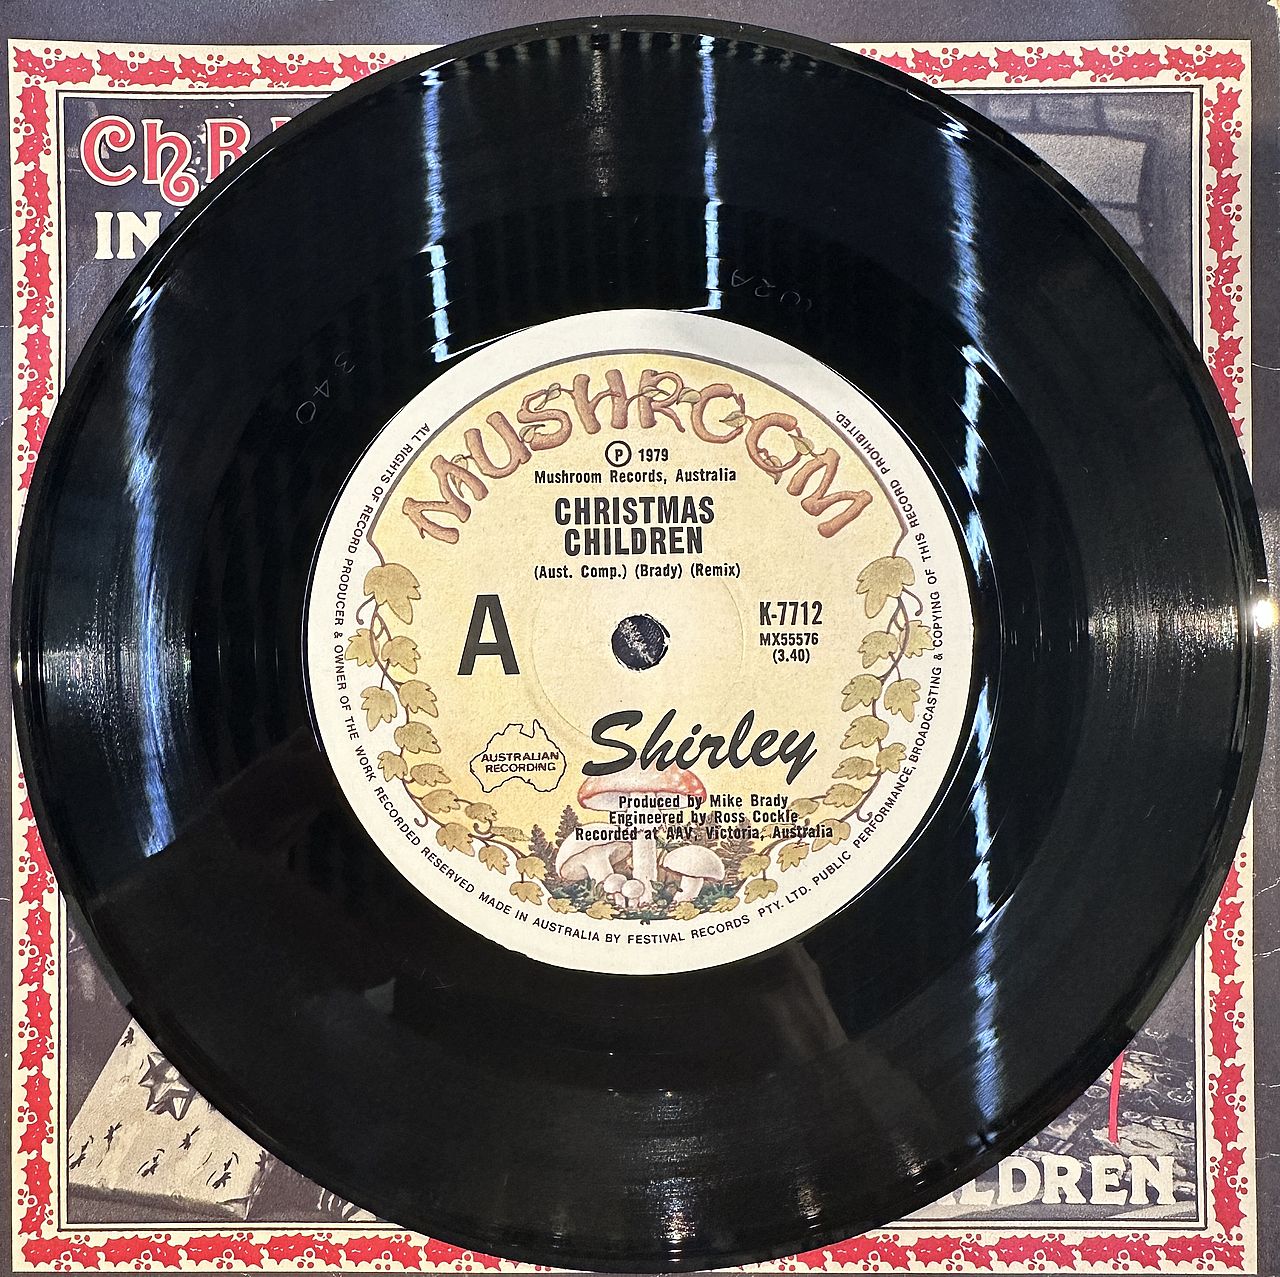 ChR
IN
W2A
340
MUSHROOM
Ⓟ 1979
Mushroom Records, Australia
CHRISTMAS
CHILDREN
(Aust. Comp.) (Brady) (Remix)
A
K-7712
MX55576
(3.40)
Shirley
AUSTRALIAN
RECORDING
Produced by Mike Brady
Engineered by Ross Cockle
Recorded at AAV, Victoria, Australia
ALL RIGHTS OF RECORD PRODUCER & OWNER OF THE WORK RECORDED RESERVED MADE IN AUSTRALIA BY FESTIVAL RECORDS PTY. LTD. PUBLIC PERFORMANCE, BROADCASTING & COPYING OF THIS RECORD PROHIBITED.
LDREN